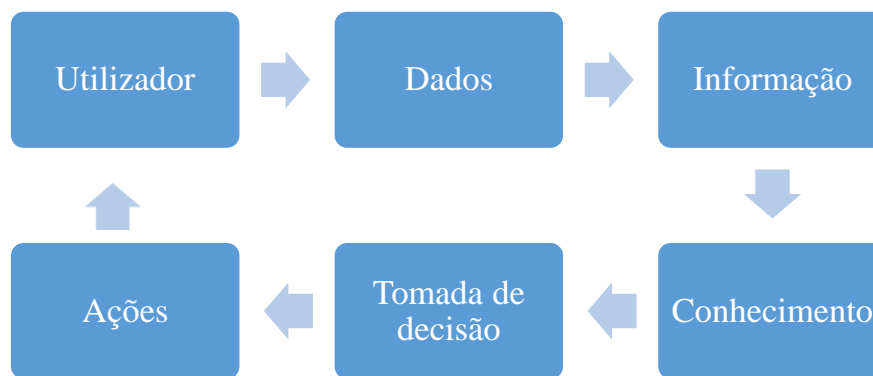 Utilizador
Dados
Informação
Conhecimento
Tomada de
decisão
Ações